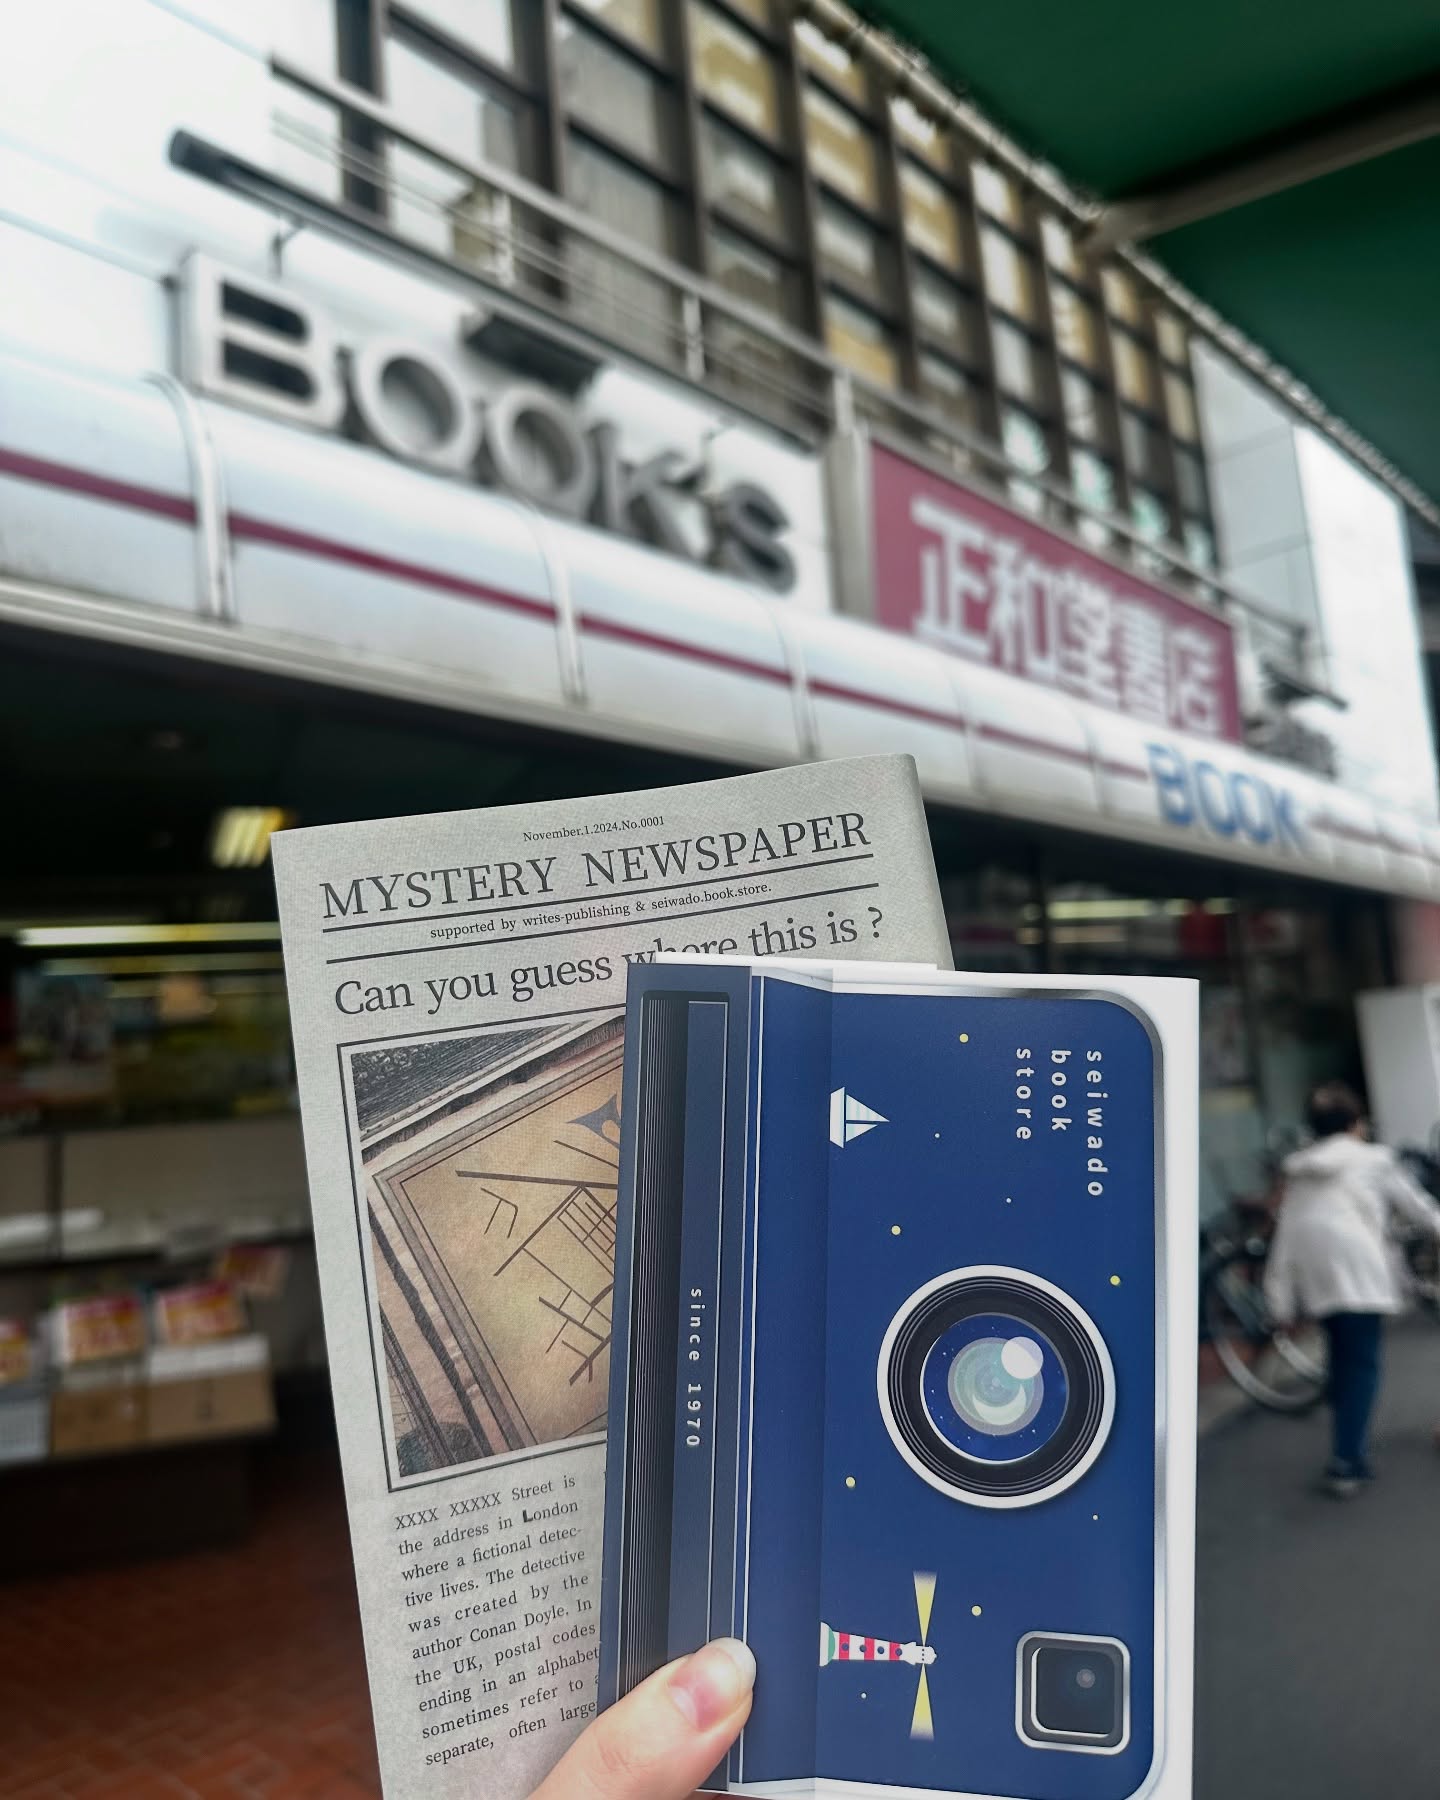 BOOKS
正和堂書店
BOOK
November.1.2024.No.0001
MYSTERY NEWSPAPER
supported by writes-publishing & seiwado.book.store.
Can you guess where this is ?
XXXX XXXXX Street is
the address in London
where a fictional detec-
tive lives. The detective
was created by the
author Conan Doyle. In
the UK, postal codes
ending in an alphabet
sometimes refer to
separate, often large
seiwado
book
store
since 1970